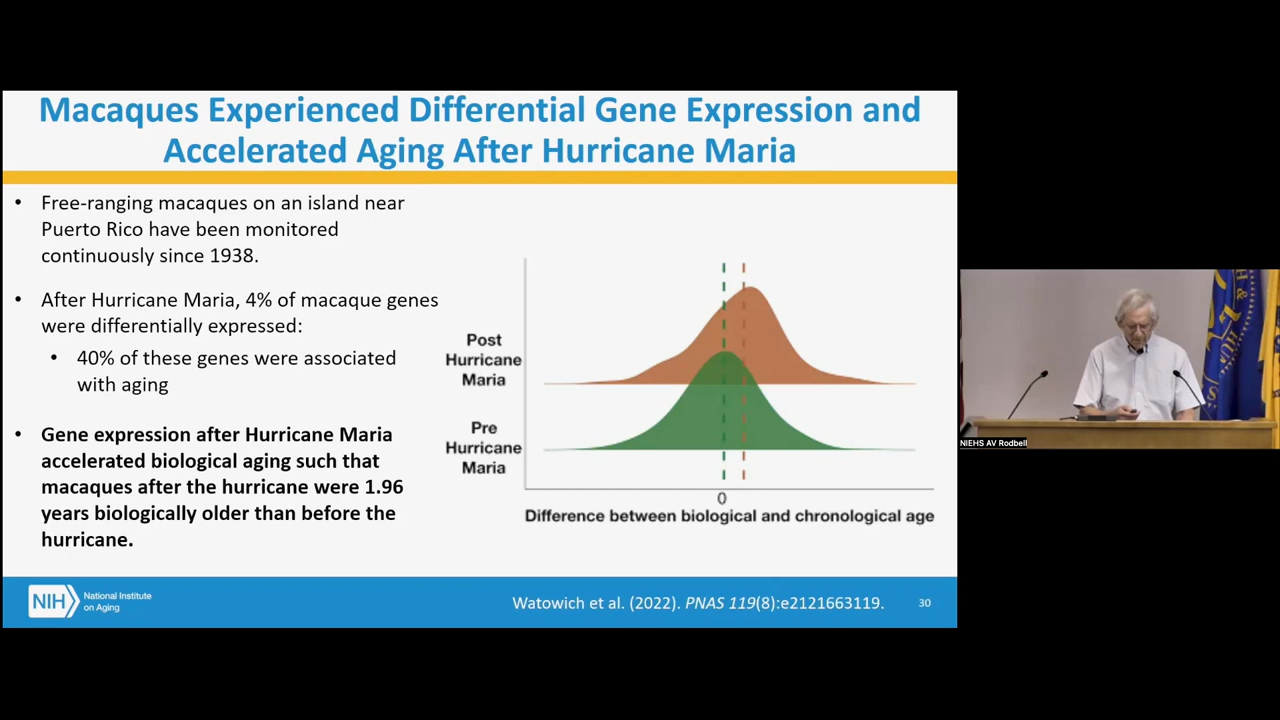 Macaques Experienced Differential Gene Expression and
Accelerated Aging After Hurricane Maria
• Free-ranging macaques on an island near
Puerto Rico have been monitored
continuously since 1938.
• After Hurricane Maria, 4% of macaque genes
were differentially expressed:
• 40% of these genes were associated
with aging
• Gene expression after Hurricane Maria
accelerated biological aging such that
macaques after the hurricane were 1.96
years biologically older than before the
hurricane.
Post
Hurricane
Maria
Pre
Hurricane
Maria
0
Difference between biological and chronological age
NIH National Institute
on Aging
Watowich et al. (2022). PNAS 119(8):e2121663119.
30
NIEHS AV Rodbell